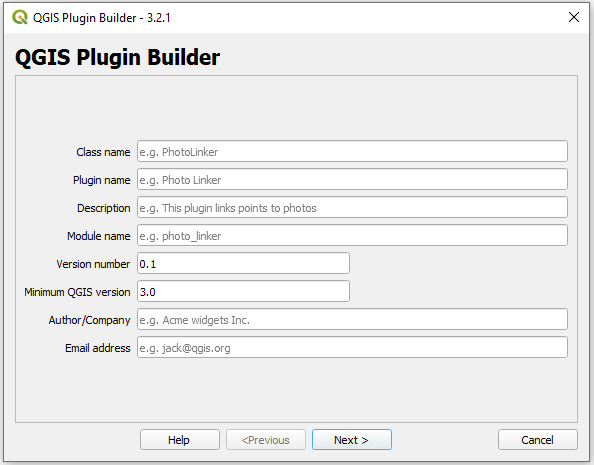 QGIS Plugin Builder - 3.2.1
QGIS Plugin Builder
Class name e.g. PhotoLinker
Plugin name e.g. Photo Linker
Description e.g. This plugin links points to photos
Module name e.g. photo_linker
Version number 0.1
Minimum QGIS version 3.0
Author/Company e.g. Acme widgets Inc.
Email address e.g. jack@qgis.org
Help <Previous Next > Cancel